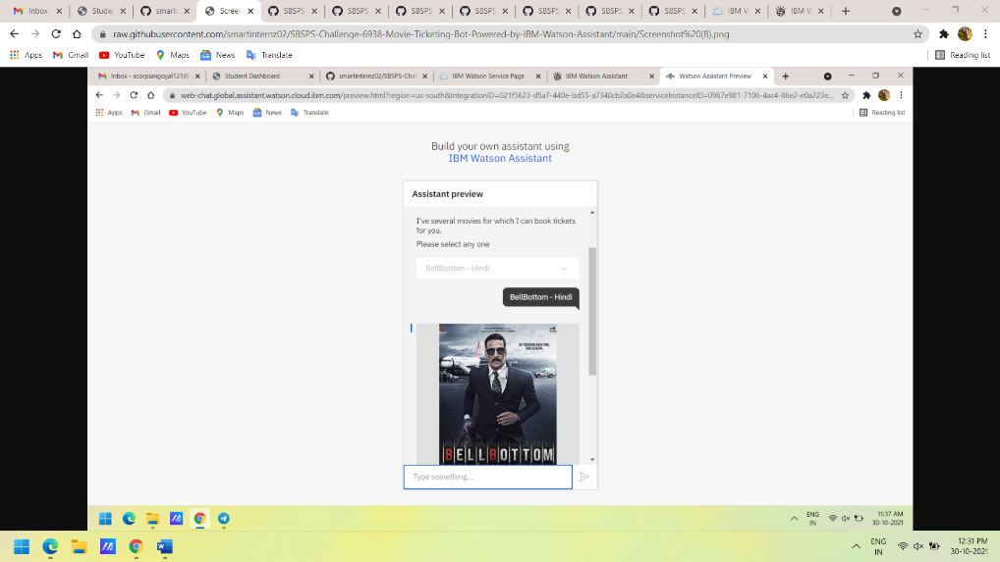 Inbox
Stude
smart
Screen
SBSPS
SBSPS
SBSPS
SBSPS
SBSPS
SBSPS
SBSPS
IBM W
IBM W
raw.githubusercontent.com/smartinternz02/SBSPS-Challenge-6938-Movie-Ticketing-Bot-Powered-by-IBM-Watson-Assistant/main/Screenshot%20(8).png
Apps Gmail YouTube Maps News Translate Reading list
Inbox - scorpiangoyal121@
Student Dashboard
smartinternz02/SBSPS-Chal
IBM Watson Service Page
IBM Watson Assistant
Watson Assistant Preview
web-chat.global.assistant.watson.cloud.ibm.com/preview.html?region=us-south&integrationID=021f5623-d5a7-440e-bd55-a7340cb2a0e4&serviceInstanceID=0967e981-7106-4ac4-86e2-e0a223e...
Apps Gmail YouTube Maps News Translate Reading list
Build your own assistant using
IBM Watson Assistant
Assistant preview
I've several movies for which I can book tickets
for you.
Please select any one
BellBottom - Hindi
BellBottom - Hindi
BELLBOTTOM
Type something...
ENG
IN
11:37 AM
30-10-2021
ENG
IN
12:31 PM
30-10-2021